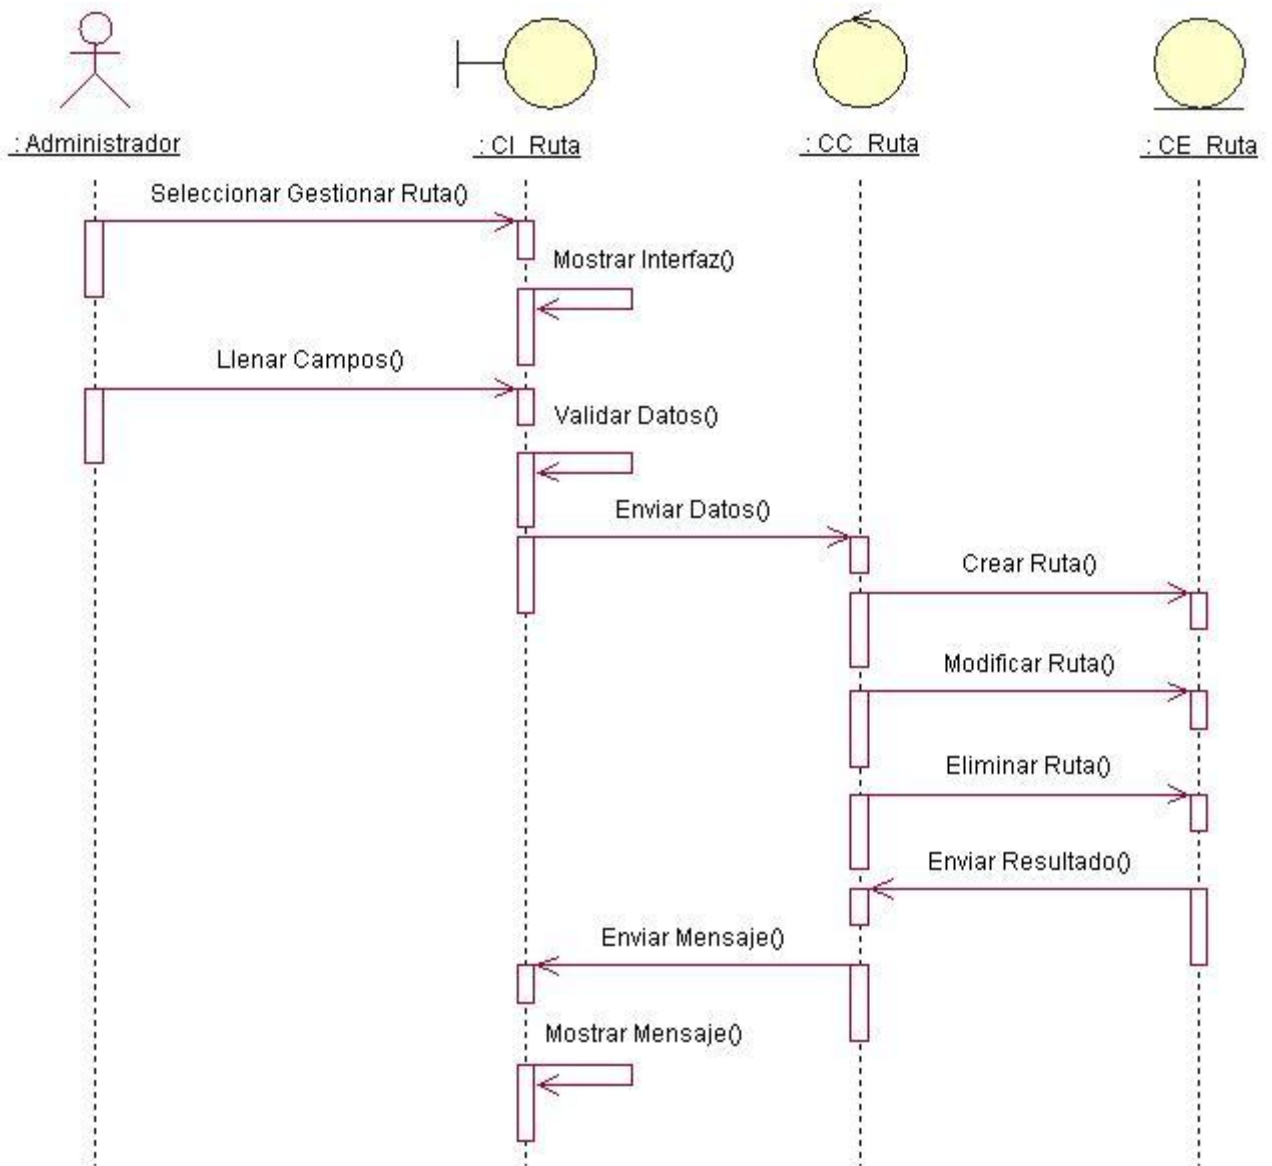 : Administrador
: CI_Ruta
: CC_Ruta
: CE_Ruta
Seleccionar Gestionar Ruta()
Mostrar Interfaz()
Llenar Campos()
Validar Datos()
Enviar Datos()
Crear Ruta()
Modificar Ruta()
Eliminar Ruta()
Enviar Resultado()
Enviar Mensaje()
Mostrar Mensaje()